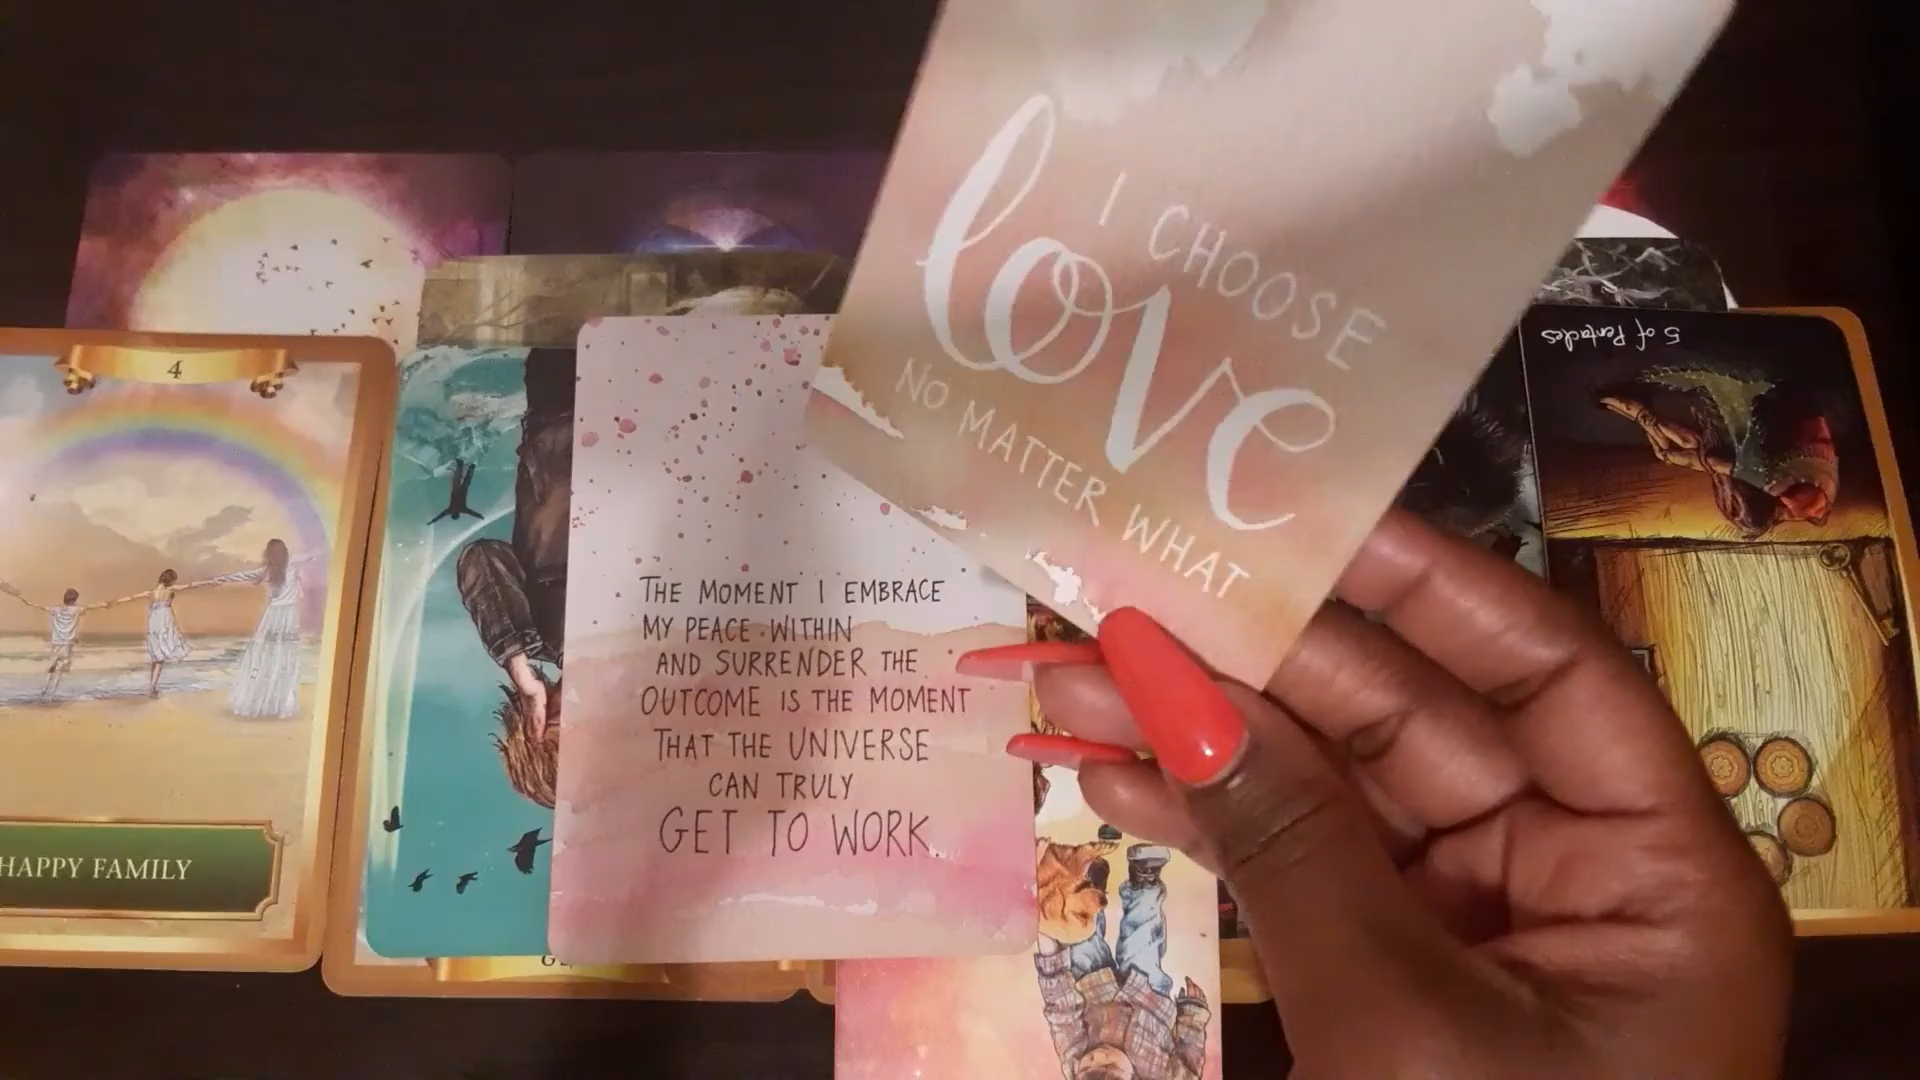 I CHOOSE
love
NO MATTER WHAT
5 of Pentacles
4
HAPPY FAMILY
THE MOMENT I EMBRACE
MY PEACE WITHIN
AND SURRENDER THE
OUTCOME IS THE MOMENT
THAT THE UNIVERSE
CAN TRULY
GET TO WORK.